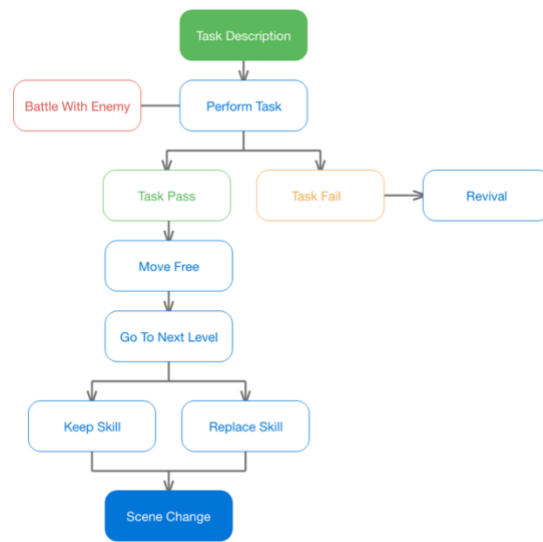 Task Description
Battle With Enemy
Perform Task
Task Pass
Task Fail
Revival
Move Free
Go To Next Level
Keep Skill
Replace Skill
Scene Change